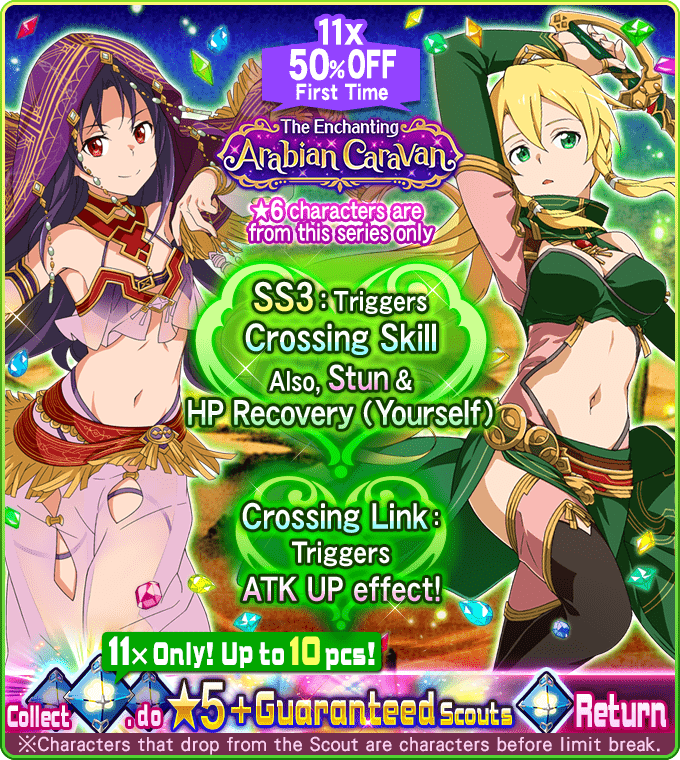 11x
50%OFF
First Time
The Enchanting
Arabian Caravan
★6 characters are
from this series only
SS3 : Triggers
Crossing Skill
Also, Stun &
HP Recovery (Yourself)
Crossing Link :
Triggers
ATK UP effect!
11× Only! Up to 10 pcs!
Collect , do ★5+Guaranteed Scouts Return
※Characters that drop from the Scout are characters before limit break.